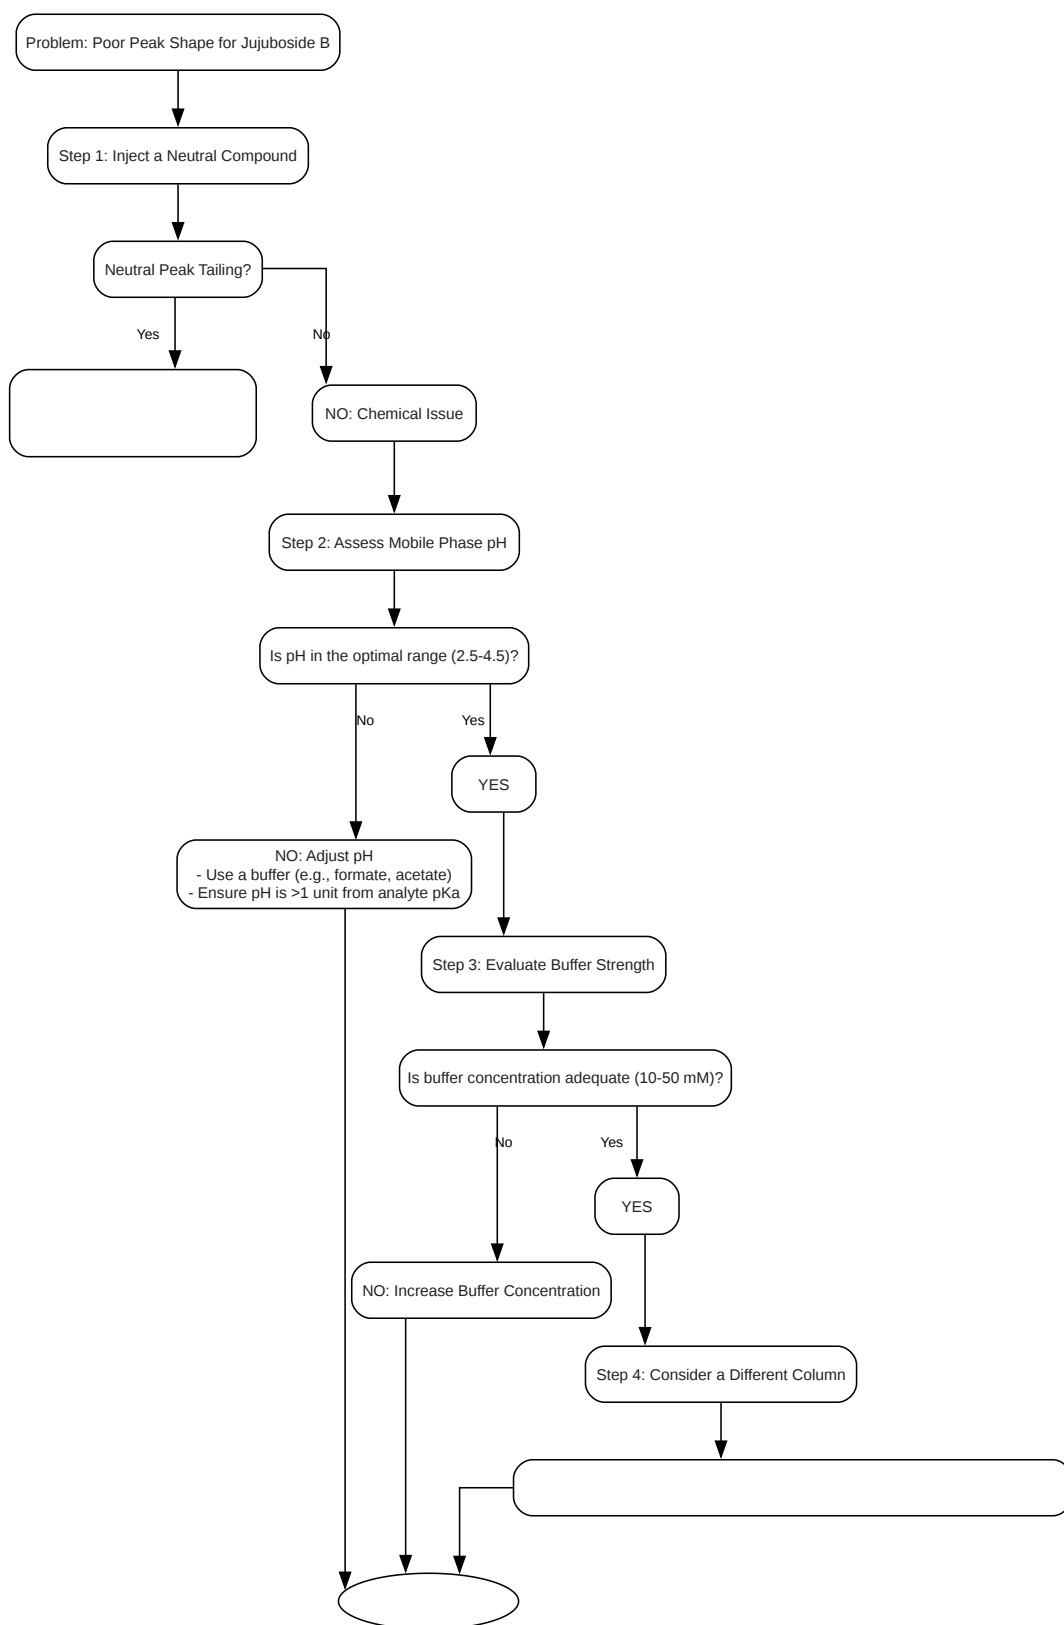 Problem: Poor Peak Shape for Jujuboside B
Step 1: Inject a Neutral Compound
Neutral Peak Tailing?
Yes
No
NO: Chemical Issue
Step 2: Assess Mobile Phase pH
Is pH in the optimal range (2.5-4.5)?
No
Yes
YES
NO: Adjust pH
- Use a buffer (e.g., formate, acetate)
- Ensure pH is >1 unit from analyte pKa
Step 3: Evaluate Buffer Strength
Is buffer concentration adequate (10-50 mM)?
No
Yes
YES
NO: Increase Buffer Concentration
Step 4: Consider a Different Column